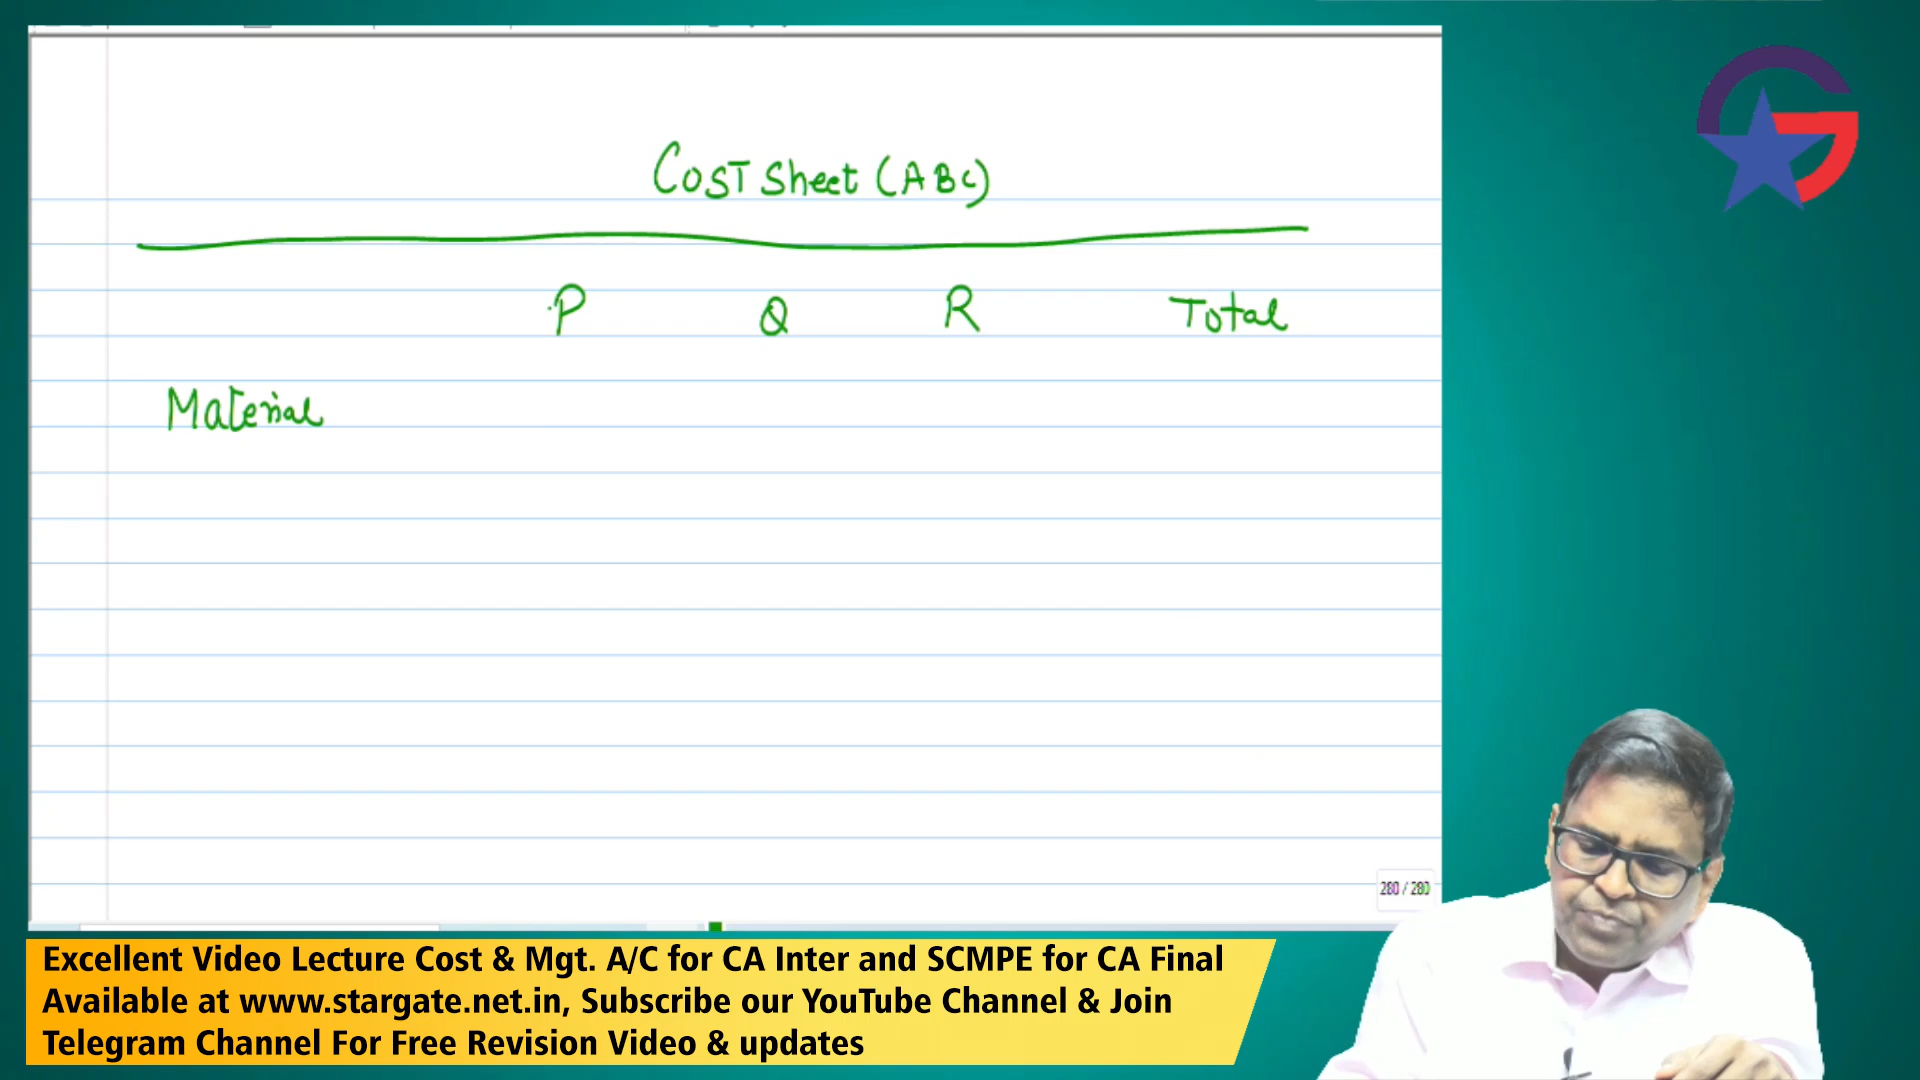 COST Sheet (ABC)
P Q R Total
Material
280 / 280
Excellent Video Lecture Cost & Mgt. A/C for CA Inter and SCMPE for CA Final
Available at www.stargate.net.in, Subscribe our YouTube Channel & Join
Telegram Channel For Free Revision Video & updates